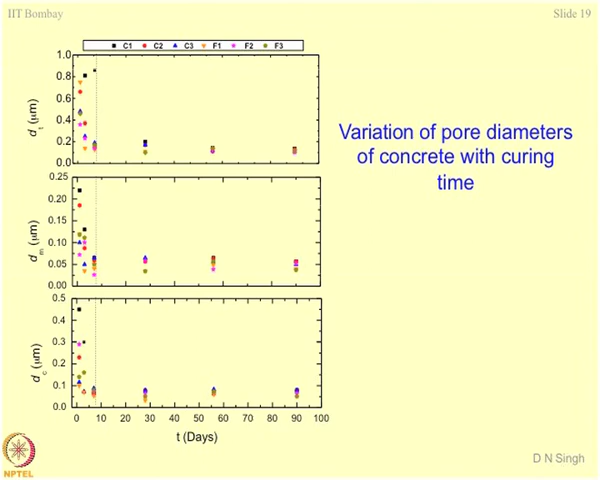 IIT Bombay
Slide 19
C1 C2 C3 F1 F2 F3
1.0
0.8
0.6
0.4
0.2
0.0
d_t (µm)
Variation of pore diameters
of concrete with curing
time
0.25
0.20
0.15
0.10
0.05
0.00
d_m (µm)
0.5
0.4
0.3
0.2
0.1
0.0
d_c (µm)
0 10 20 30 40 50 60 70 80 90 100
t (Days)
D N Singh
NPTEL